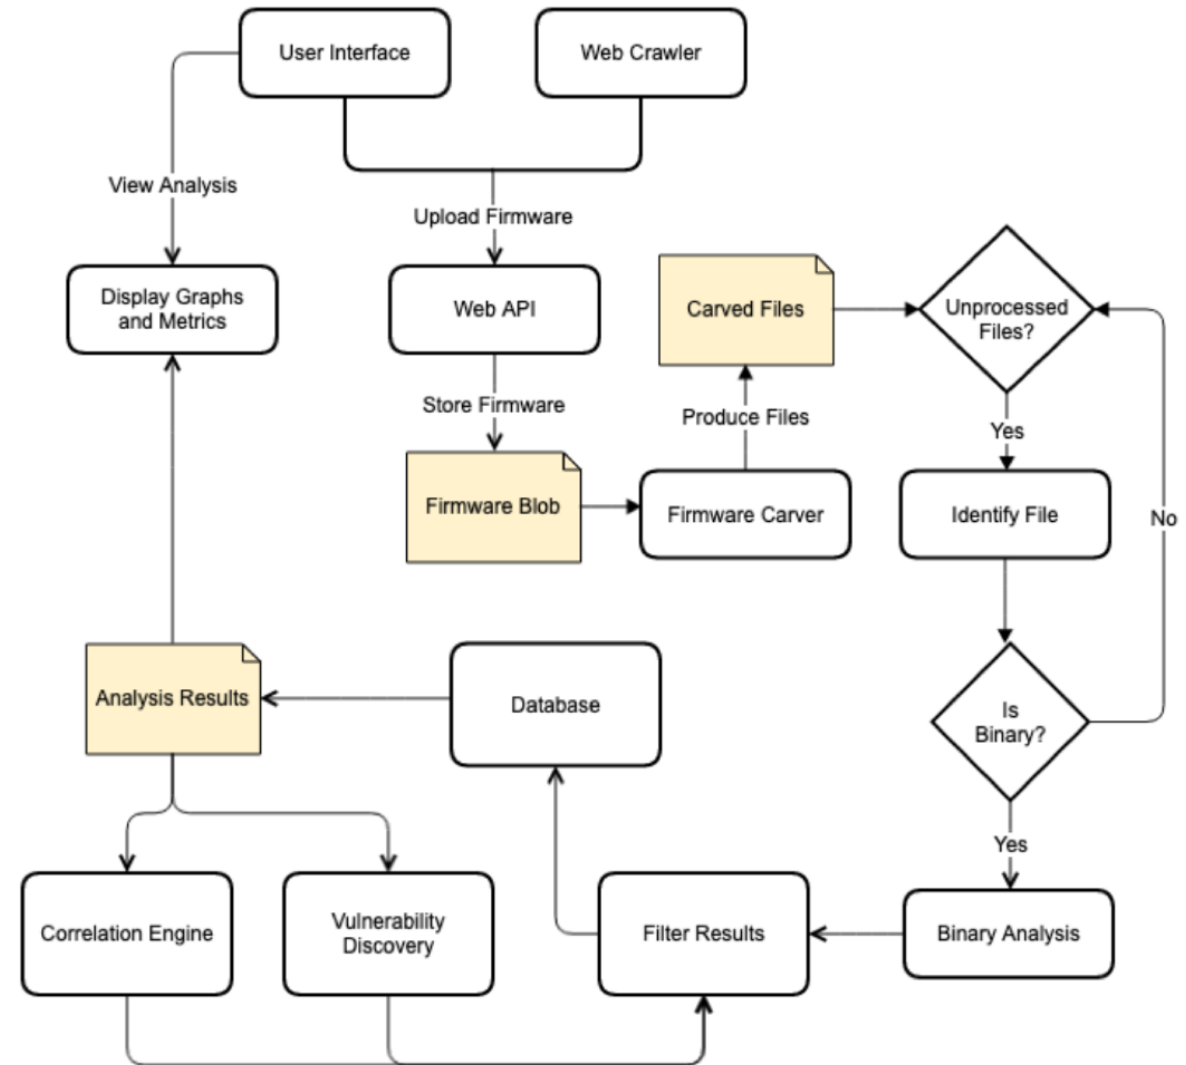 User Interface
Web Crawler
View Analysis
Upload Firmware
Display Graphs
and Metrics
Web API
Carved Files
Unprocessed
Files?
Store Firmware
Produce Files
Yes
Firmware Blob
Firmware Carver
Identify File
No
Analysis Results
Database
Is
Binary?
Yes
Correlation Engine
Vulnerability
Discovery
Filter Results
Binary Analysis